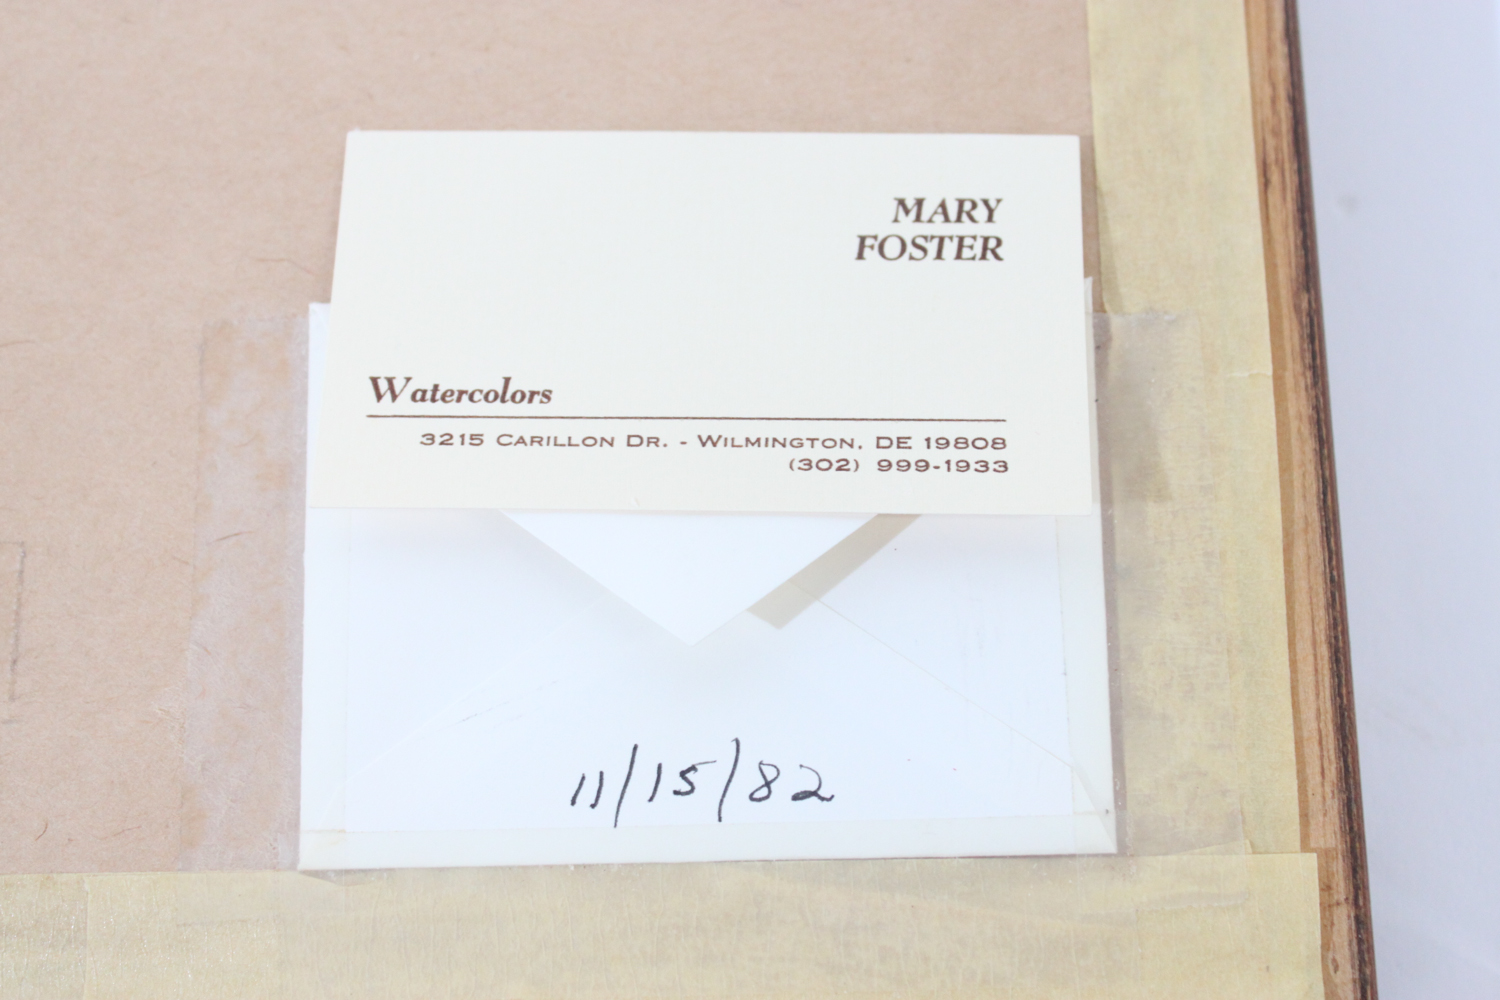 MARY
FOSTER
Watercolors
3215 CARILLON DR. - WILMINGTON, DE 19808
(302) 999-1933
11/15/82